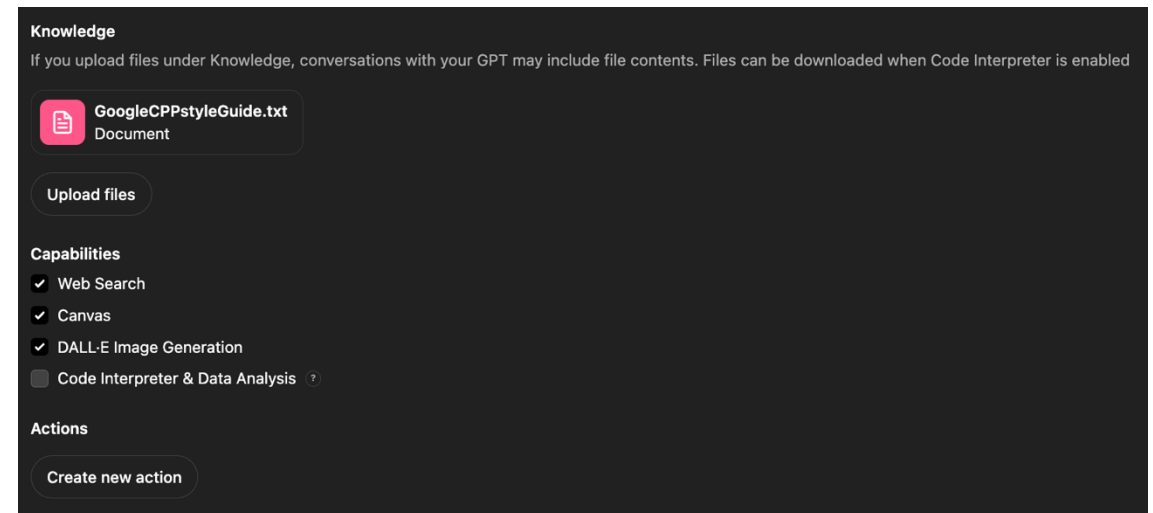 Knowledge
If you upload files under Knowledge, conversations with your GPT may include file contents. Files can be downloaded when Code Interpreter is enabled
GoogleCPPstyleGuide.txt
Document
Upload files
Capabilities
Web Search
Canvas
DALL·E Image Generation
Code Interpreter & Data Analysis ?
Actions
Create new action